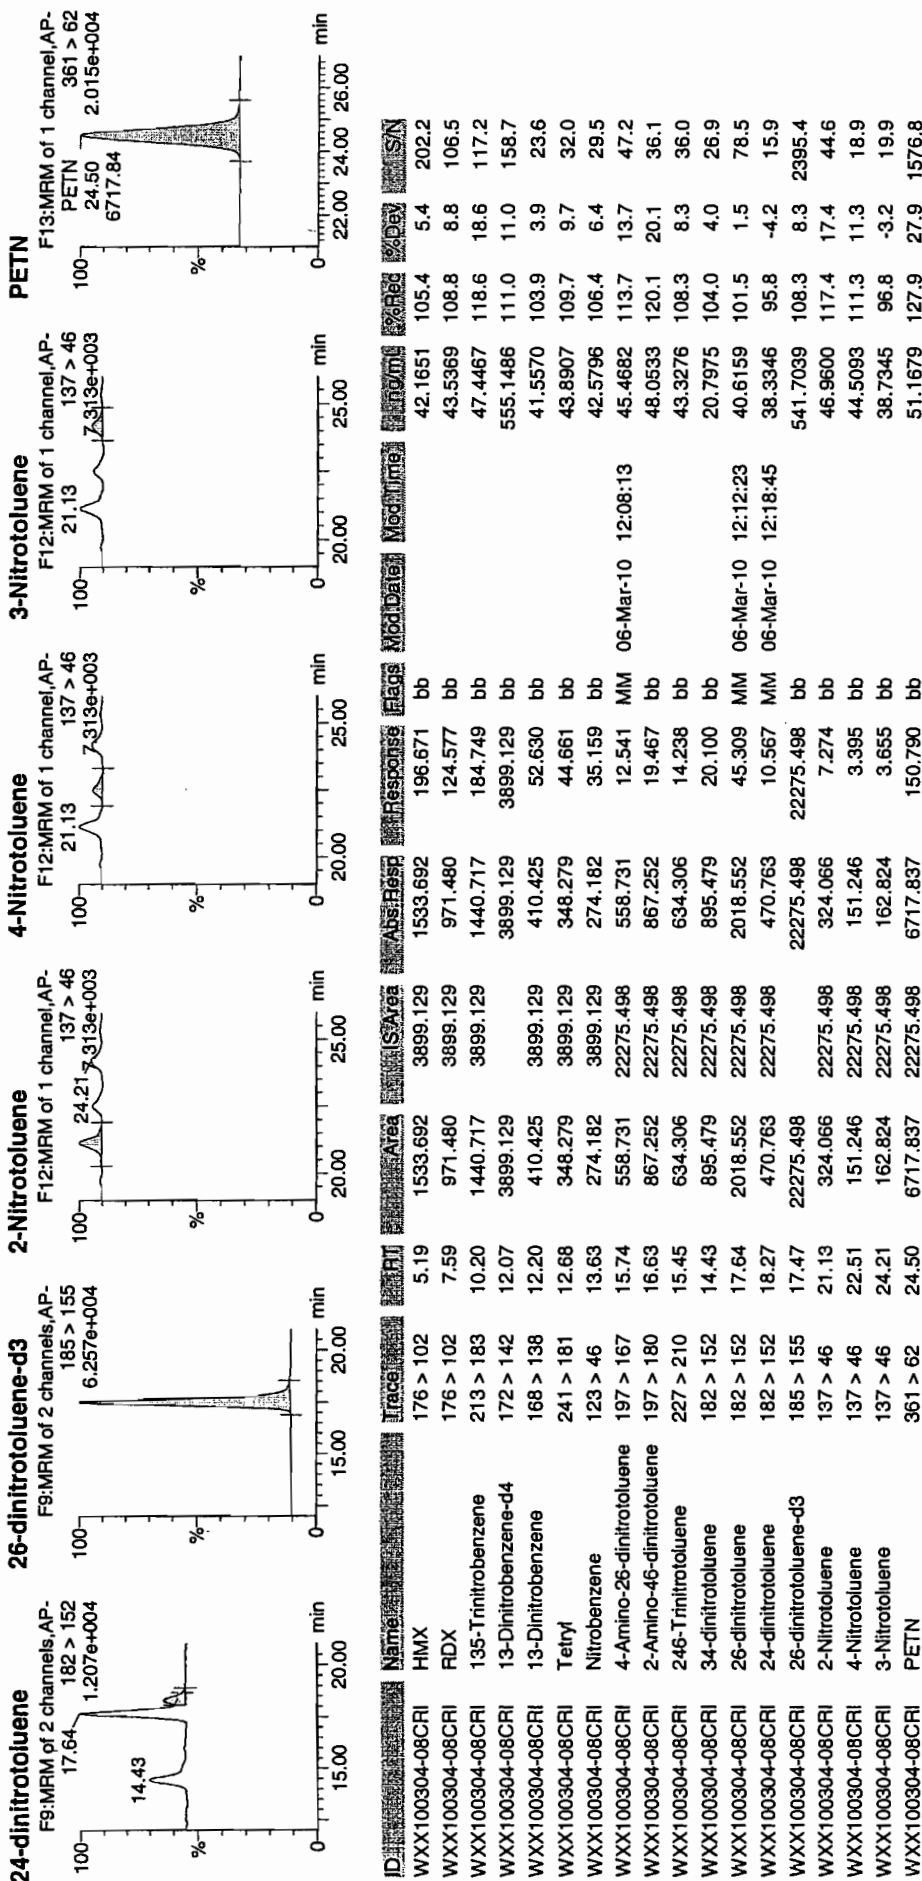 24-dinitrotoluene
F9:MRM of 2 channels,AP-
182 > 152
1.207e+004
17.64
14.43
100
%
0
15.00
20.00
min
26-dinitrotoluene-d3
F9:MRM of 2 channels,AP-
185 > 155
6.257e+004
100
%
0
15.00
20.00
min
2-Nitrotoluene
F12:MRM of 1 channel,AP-
137 > 46
7.313e+003
24.21
100
%
0
20.00
25.00
min
4-Nitrotoluene
F12:MRM of 1 channel,AP-
137 > 46
7.313e+003
21.13
100
%
0
20.00
25.00
min
3-Nitrotoluene
F12:MRM of 1 channel,AP-
137 > 46
7.313e+003
21.13
100
%
0
20.00
25.00
min
PETN
F13:MRM of 1 channel,AP-
361 > 62
2.015e+004
PETN
24.50
6717.84
100
%
0
22.00
24.00
26.00
min
ID Name Trace RT Area IS Area Abs.Resp Response Flags Mod.Date Mod.Time ng/ml %Rec %Dev S/N
WXX100304-08CRI HMX 176 > 102 5.19 1533.692 3899.129 1533.692 196.671 bb 42.1651 105.4 5.4 202.2
WXX100304-08CRI RDX 176 > 102 7.59 971.480 3899.129 971.480 124.577 bb 43.5369 108.8 8.8 106.5
WXX100304-08CRI 135-Trinitrobenzene 213 > 183 10.20 1440.717 3899.129 1440.717 184.749 bb 47.4467 118.6 18.6 117.2
WXX100304-08CRI 13-Dinitrobenzene-d4 172 > 142 12.07 3899.129 3899.129 3899.129 bb 555.1486 111.0 11.0 158.7
WXX100304-08CRI 13-Dinitrobenzene 168 > 138 12.20 410.425 3899.129 410.425 52.630 bb 41.5570 103.9 3.9 23.6
WXX100304-08CRI Tetryl 241 > 181 12.68 348.279 3899.129 348.279 44.661 bb 43.8907 109.7 9.7 32.0
WXX100304-08CRI Nitrobenzene 123 > 46 13.63 274.182 3899.129 274.182 35.159 bb 42.5796 106.4 6.4 29.5
WXX100304-08CRI 4-Amino-26-dinitrotoluene 197 > 167 15.74 558.731 22275.498 558.731 12.541 MM 06-Mar-10 12:08:13 45.4682 113.7 13.7 47.2
WXX100304-08CRI 2-Amino-46-dinitrotoluene 197 > 180 16.63 867.252 22275.498 867.252 19.467 bb 48.0533 120.1 20.1 36.1
WXX100304-08CRI 246-Trinitrotoluene 227 > 210 15.45 634.306 22275.498 634.306 14.238 bb 43.3276 108.3 8.3 36.0
WXX100304-08CRI 34-dinitrotoluene 182 > 152 14.43 895.479 22275.498 895.479 20.100 bb 20.7975 104.0 4.0 26.9
WXX100304-08CRI 26-dinitrotoluene 182 > 152 17.64 2018.552 22275.498 2018.552 45.309 MM 06-Mar-10 12:12:23 40.6159 101.5 1.5 78.5
WXX100304-08CRI 24-dinitrotoluene 182 > 152 18.27 470.763 22275.498 470.763 10.567 MM 06-Mar-10 12:18:45 38.3346 95.8 -4.2 15.9
WXX100304-08CRI 26-dinitrotoluene-d3 185 > 155 17.47 22275.498 22275.498 22275.498 bb 541.7039 108.3 8.3 2395.4
WXX100304-08CRI 2-Nitrotoluene 137 > 46 21.13 324.066 22275.498 324.066 7.274 bb 46.9600 117.4 17.4 44.6
WXX100304-08CRI 4-Nitrotoluene 137 > 46 22.51 151.246 22275.498 151.246 3.395 bb 44.5093 111.3 11.3 18.9
WXX100304-08CRI 3-Nitrotoluene 137 > 46 24.21 162.824 22275.498 162.824 3.655 bb 38.7345 96.8 -3.2 19.9
WXX100304-08CRI PETN 361 > 62 24.50 6717.837 22275.498 6717.837 150.790 bb 51.1679 127.9 27.9 1576.8